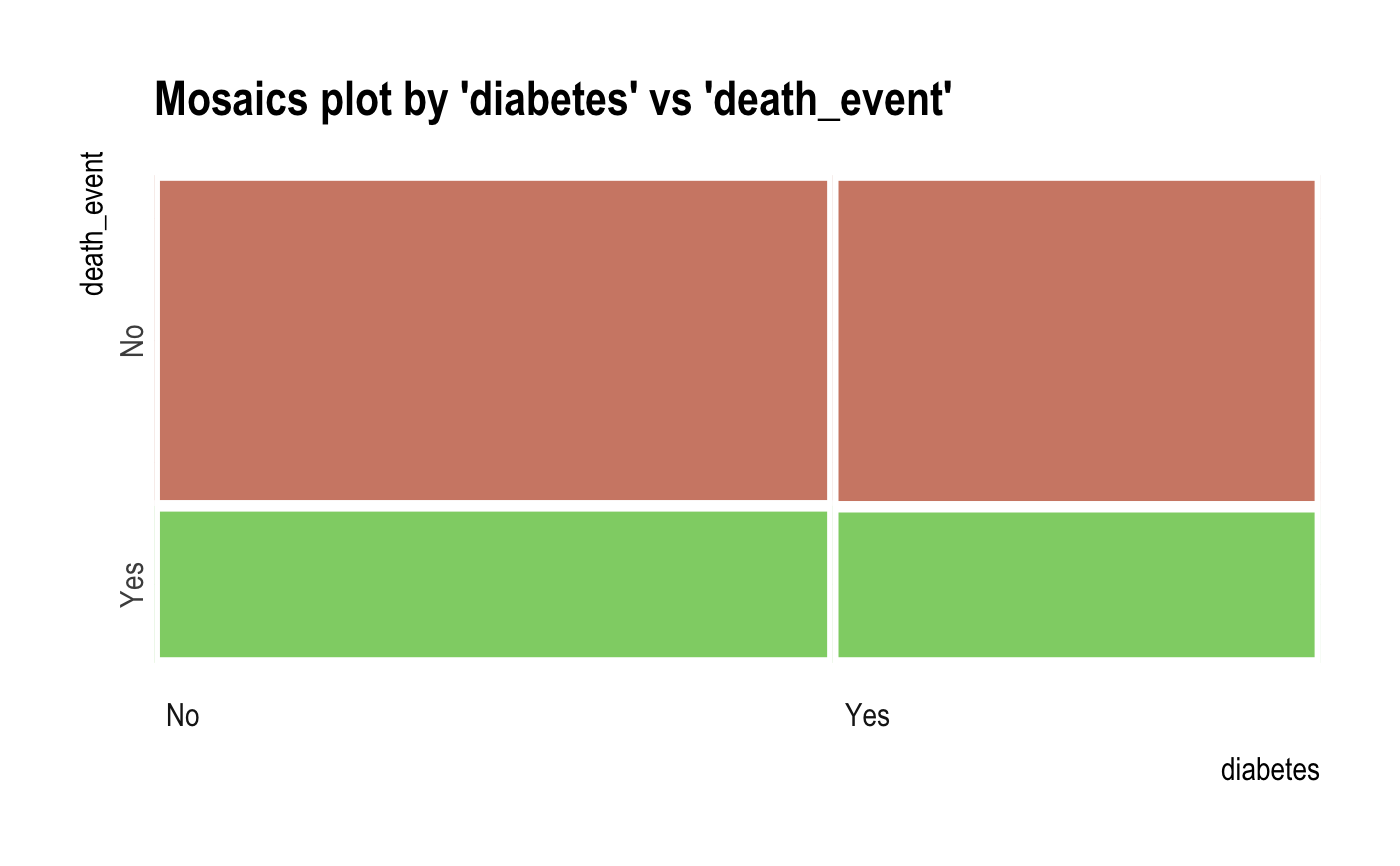 Mosaics plot by 'diabetes' vs 'death_event'
death_event
No
Yes
No
Yes
diabetes